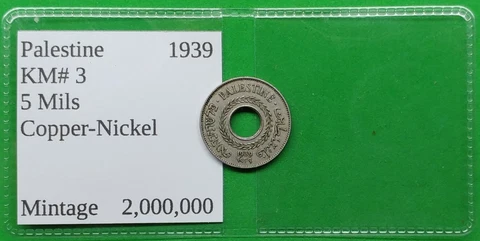 Palestine 1939
KM# 3
5 Mils
Copper-Nickel
Mintage 2,000,000
PALESTINE